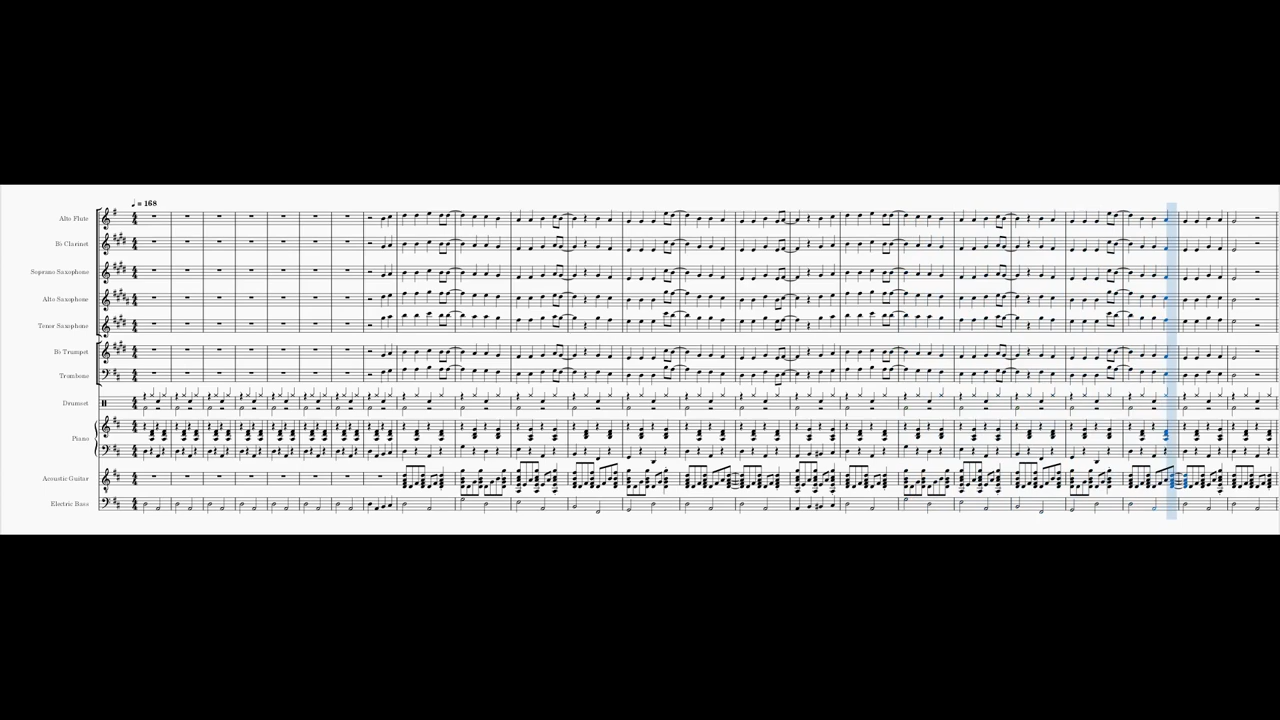 ♩ = 168
Alto Flute
B♭ Clarinet
Soprano Saxophone
Alto Saxophone
Tenor Saxophone
B♭ Trumpet
Trombone
Drumset
Piano
Acoustic Guitar
Electric Bass